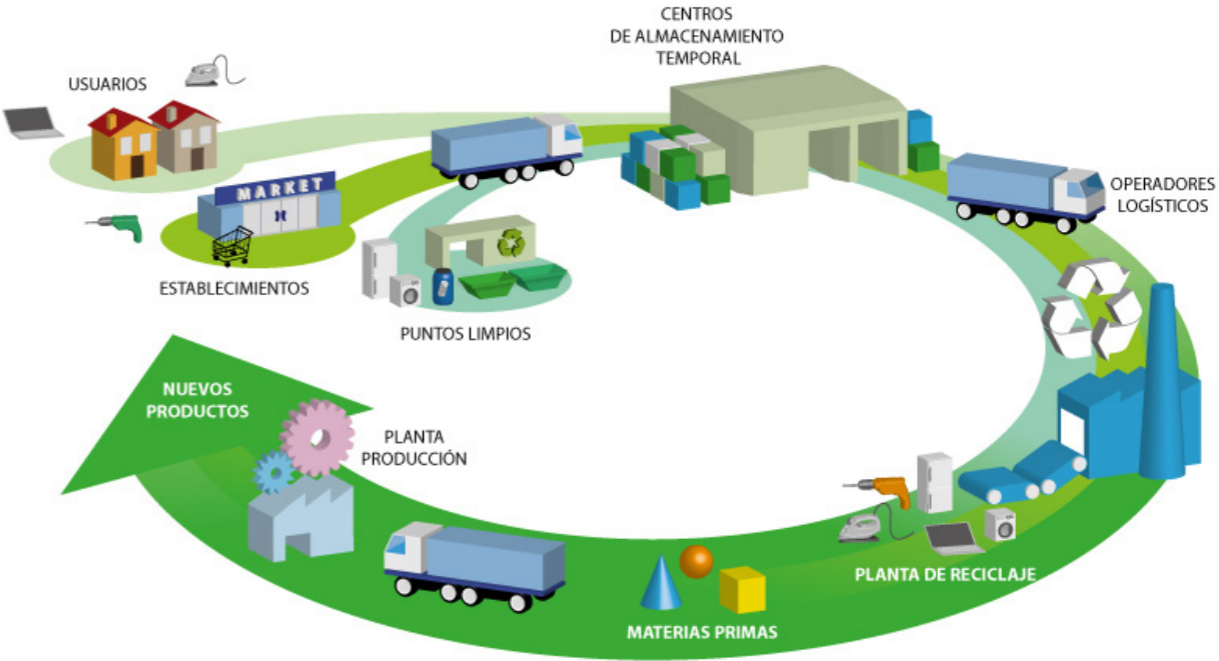 CENTROS
DE ALMACENAMIENTO
TEMPORAL
USUARIOS
MARKET
OPERADORES
LOGÍSTICOS
ESTABLECIMIENTOS
PUNTOS LIMPIOS
NUEVOS
PRODUCTOS
PLANTA
PRODUCCIÓN
PLANTA DE RECICLAJE
MATERIAS PRIMAS